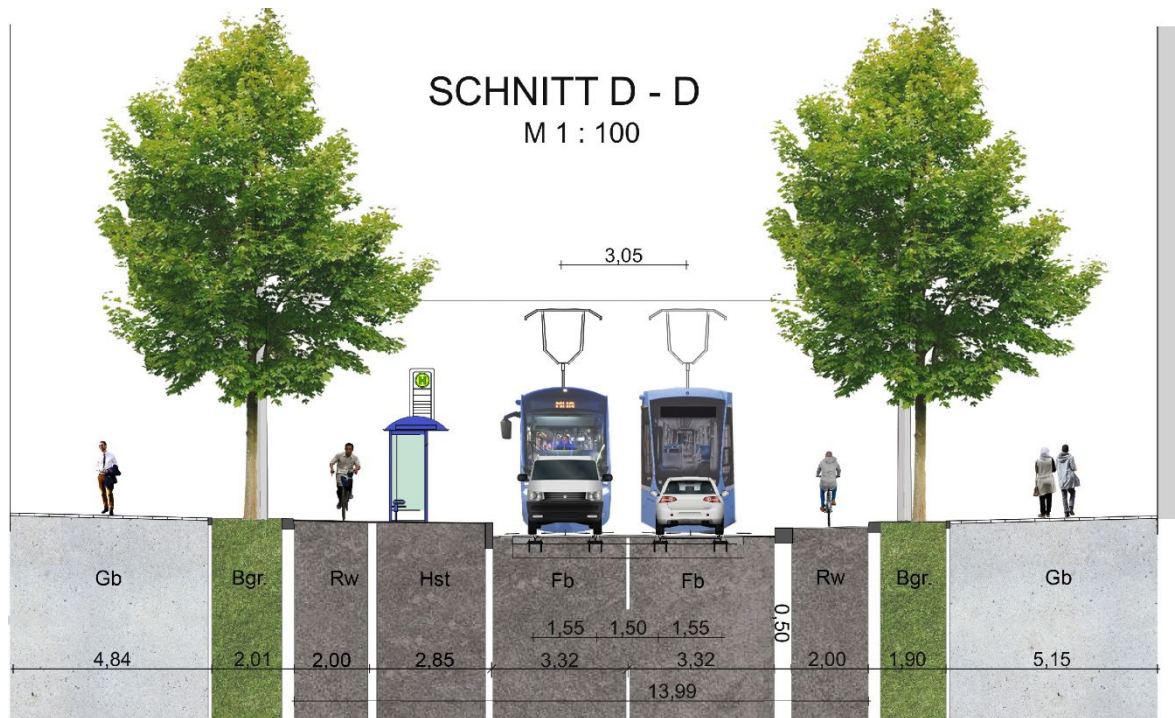 SCHNITT D - D
M 1 : 100
3,05
H
Gb Bgr. Rw Hst Fb Fb Rw Bgr. Gb
0,50
1,55 1,50 1,55
4,84 2,01 2,00 2,85 3,32 3,32 2,00 1,90 5,15
13,99